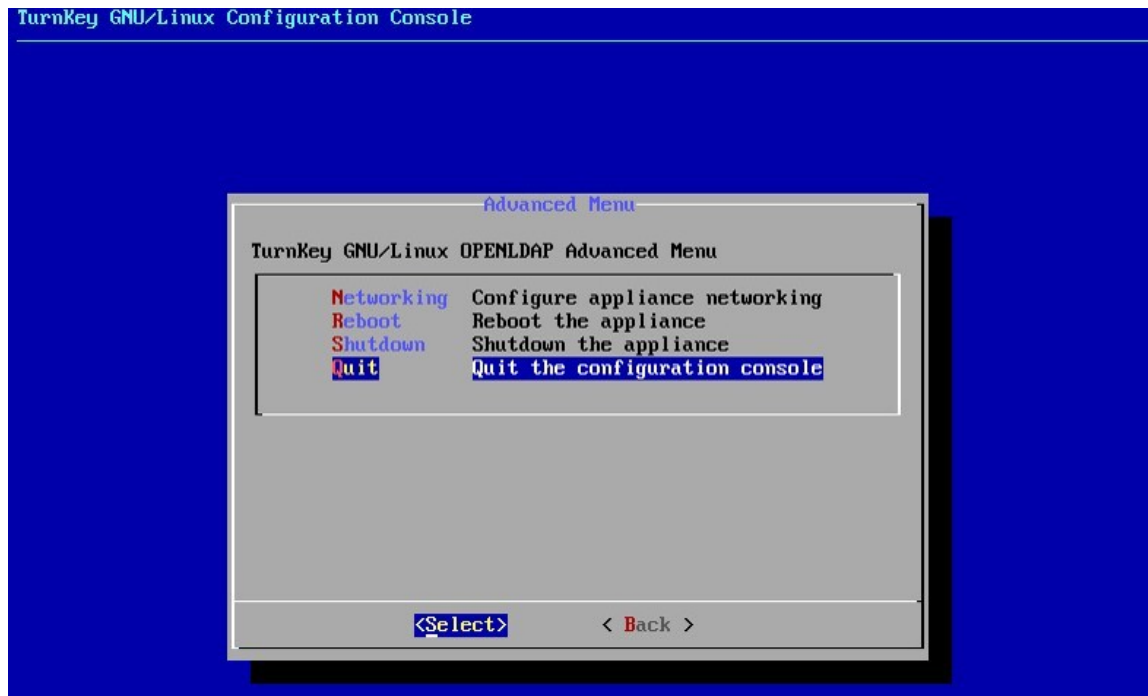 TurnKey GNU/Linux Configuration Console
Advanced Menu
TurnKey GNU/Linux OPENLDAP Advanced Menu
Networking Configure appliance networking
Reboot Reboot the appliance
Shutdown Shutdown the appliance
Quit Quit the configuration console
<Select> < Back >